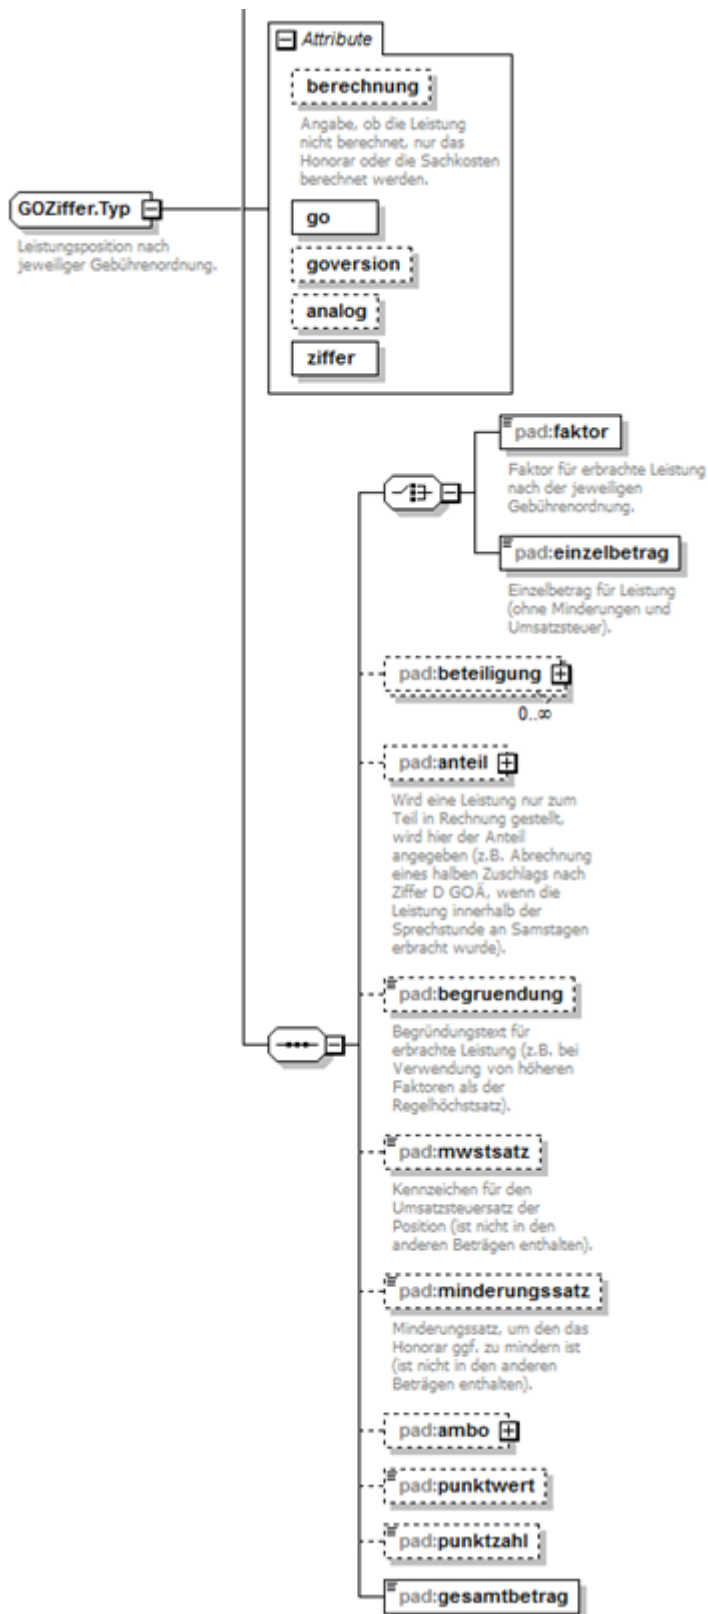 Attribute
berechnung
Angabe, ob die Leistung
nicht berechnet, nur das
Honorar oder die Sachkosten
berechnet werden.
GOZiffer.Typ
Leistungsposition nach
jeweiliger Gebührenordnung.
go
goversion
analog
ziffer
pad:faktor
Faktor für erbrachte Leistung
nach der jeweiligen
Gebührenordnung.
pad:einzelbetrag
Einzelbetrag für Leistung
(ohne Minderungen und
Umsatzsteuer).
pad:beteiligung
0..∞
pad:anteil
Wird eine Leistung nur zum
Teil in Rechnung gestellt,
wird hier der Anteil
angegeben (z.B. Abrechnung
eines halben Zuschlags nach
Ziffer D GOÄ, wenn die
Leistung innerhalb der
Sprechstunde an Samstagen
erbracht wurde).
pad:begruendung
Begründungstext für
erbrachte Leistung (z.B. bei
Verwendung von höheren
Faktoren als der
Regelhöchstsatz).
pad:mwstsatz
Kennzeichen für den
Umsatzsteuersatz der
Position (ist nicht in den
anderen Beträgen enthalten).
pad:minderungssatz
Minderungssatz, um den das
Honorar ggf. zu mindern ist
(ist nicht in den anderen
Beträgen enthalten).
pad:ambo
pad:punktwert
pad:punktzahl
pad:gesamtbetrag